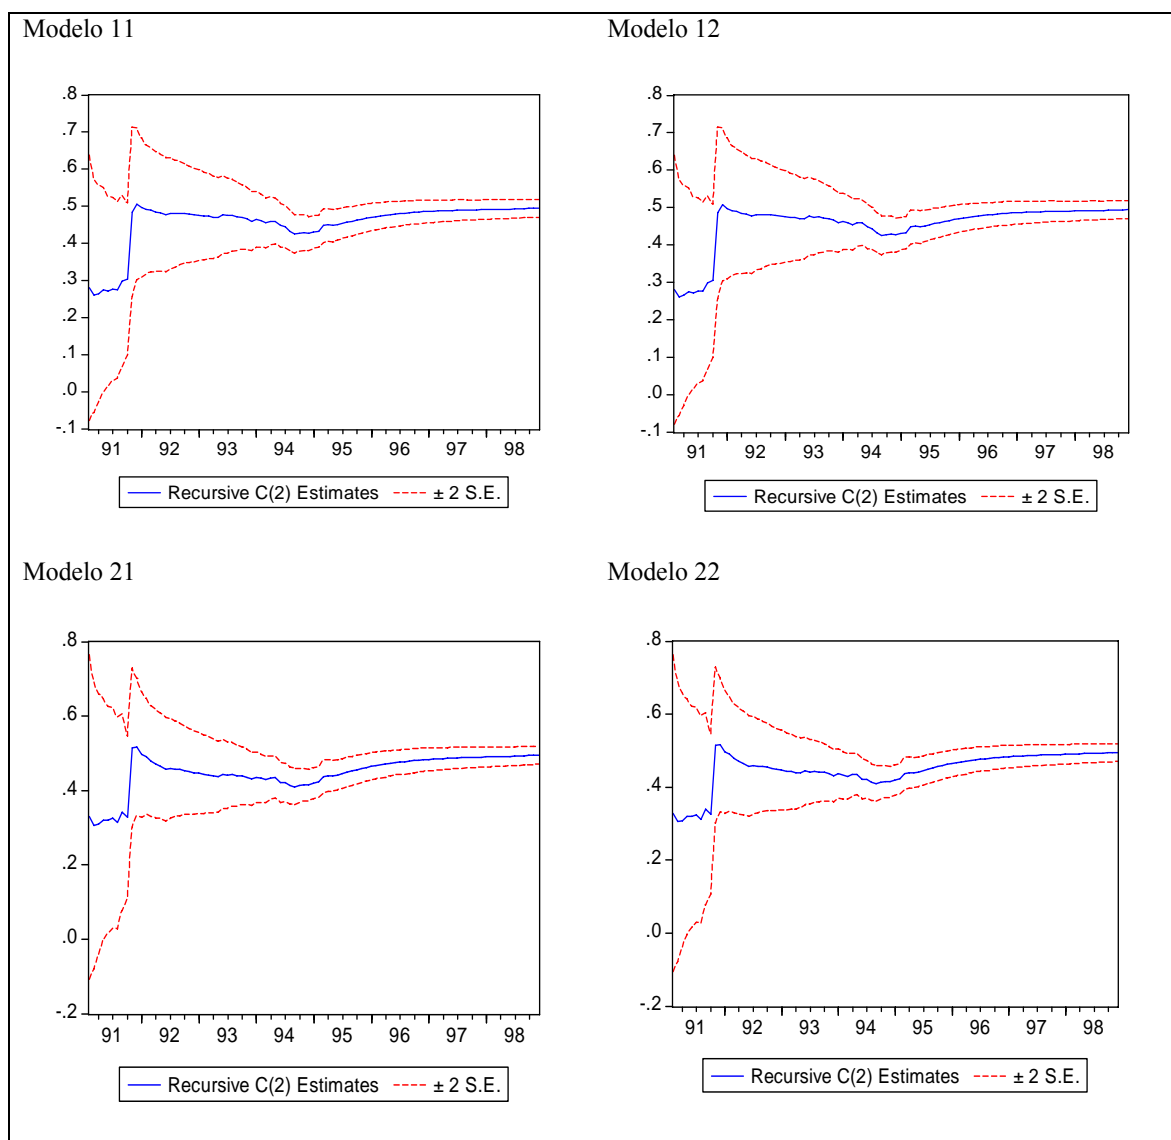 Modelo 11
Modelo 12
.8
.7
.6
.5
.4
.3
.2
.1
.0
-.1
91 92 93 94 95 96 97 98
Recursive C(2) Estimates ± 2 S.E.
.8
.7
.6
.5
.4
.3
.2
.1
.0
-.1
91 92 93 94 95 96 97 98
Recursive C(2) Estimates ± 2 S.E.
Modelo 21
Modelo 22
.8
.6
.4
.2
.0
-.2
91 92 93 94 95 96 97 98
Recursive C(2) Estimates ± 2 S.E.
.8
.6
.4
.2
.0
-.2
91 92 93 94 95 96 97 98
Recursive C(2) Estimates ± 2 S.E.